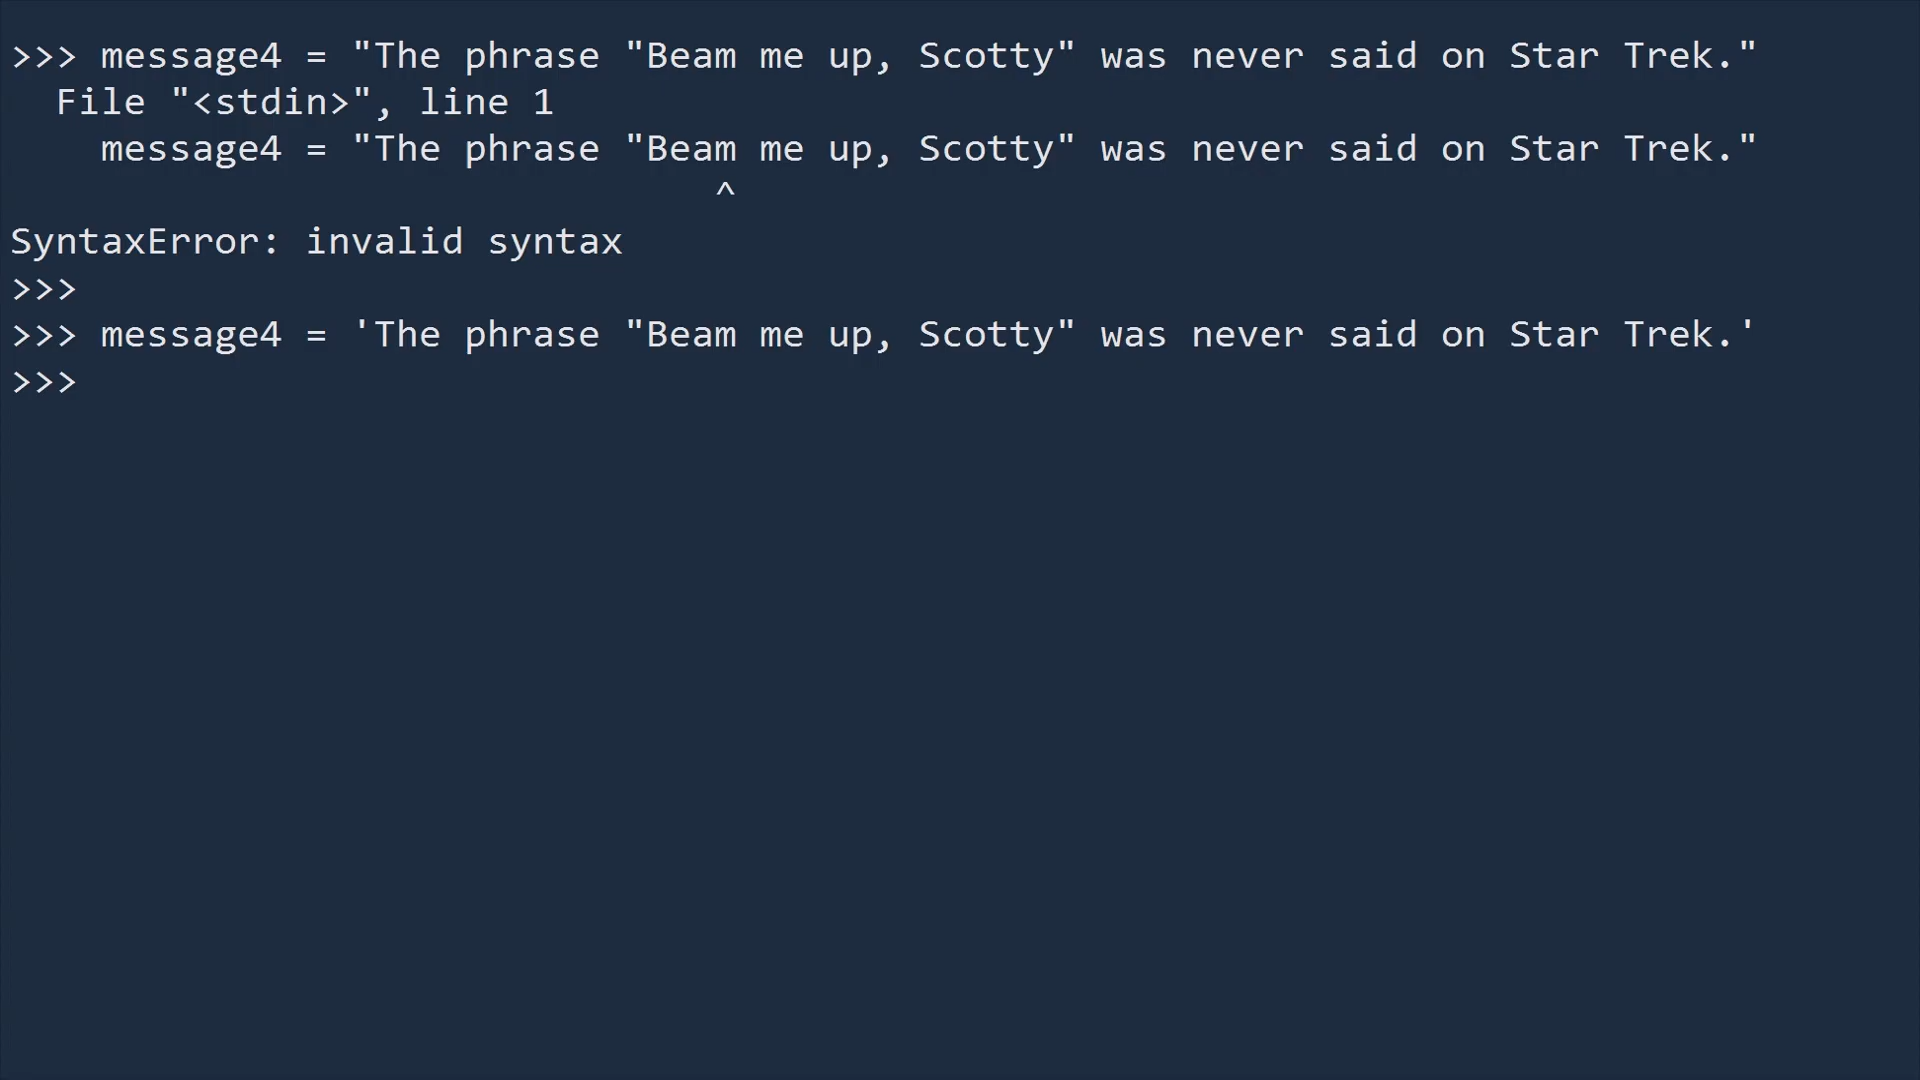 >>> message4 = "The phrase "Beam me up, Scotty" was never said on Star Trek."
  File "<stdin>", line 1
    message4 = "The phrase "Beam me up, Scotty" was never said on Star Trek."
                               ^
SyntaxError: invalid syntax
>>>
>>> message4 = 'The phrase "Beam me up, Scotty" was never said on Star Trek.'
>>>